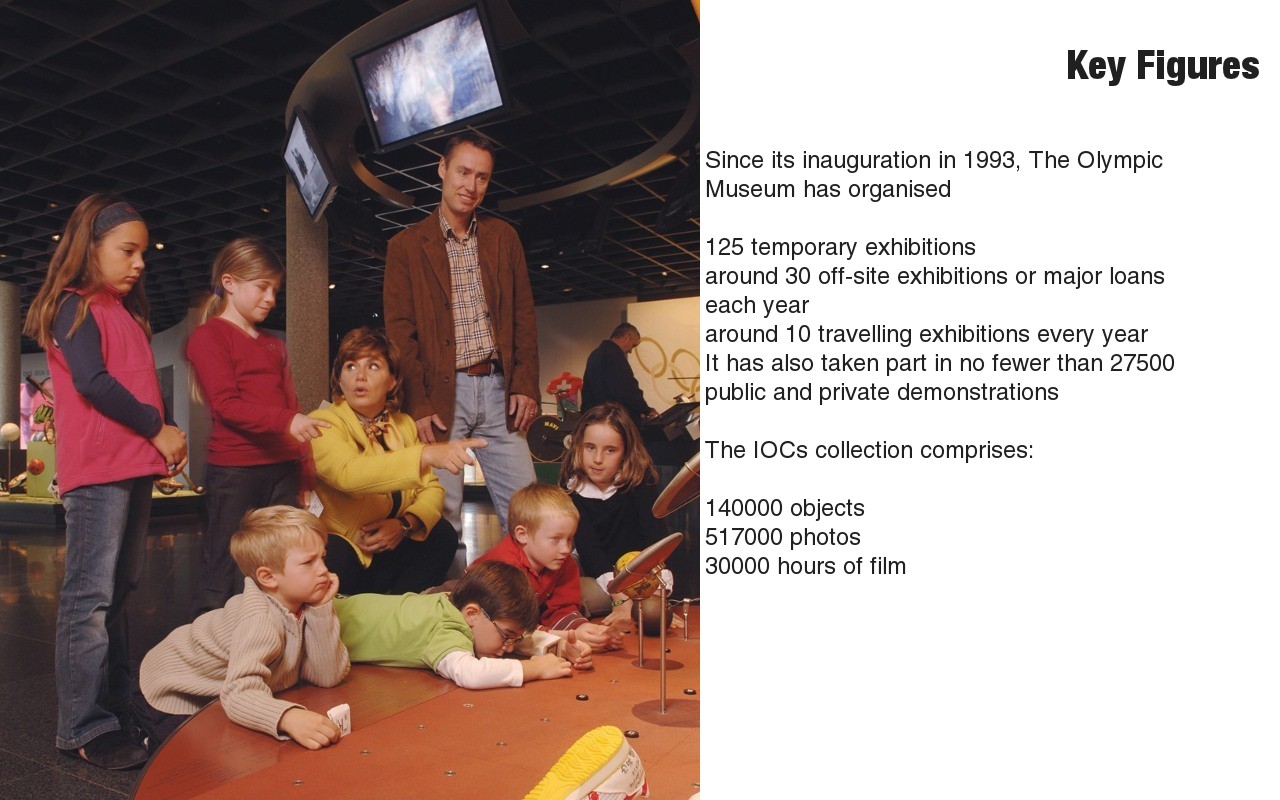 Key Figures
Since its inauguration in 1993, The Olympic
Museum has organised
125 temporary exhibitions
around 30 off-site exhibitions or major loans
each year
around 10 travelling exhibitions every year
It has also taken part in no fewer than 27500
public and private demonstrations
The IOCs collection comprises:
140000 objects
517000 photos
30000 hours of film